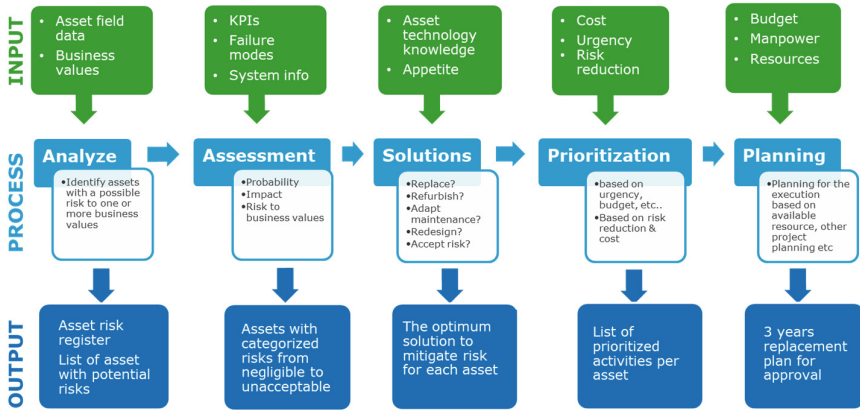 INPUT
• Asset field
data
• Business
values
• KPIs
• Failure
modes
• System info
• Asset
technology
knowledge
• Appetite
• Cost
• Urgency
• Risk
reduction
• Budget
• Manpower
• Resources
PROCESS
Analyze
•Identify assets
with a possible
risk to one or
more business
values
Assessment
•Probability
•Impact
•Risk to
business values
Solutions
•Replace?
•Refurbish?
•Adapt
maintenance?
•Redesign?
•Accept risk?
Prioritization
•based on
urgency,
budget, etc..
•Based on risk
reduction &
cost
Planning
•Planning for the
execution
based on
available
resource, other
project
planning etc
OUTPUT
Asset risk
register
List of asset
with potential
risks
Assets with
categorized
risks from
negligible to
unacceptable
The optimum
solution to
mitigate risk
for each asset
List of
prioritized
activities per
asset
3 years
replacement
plan for
approval